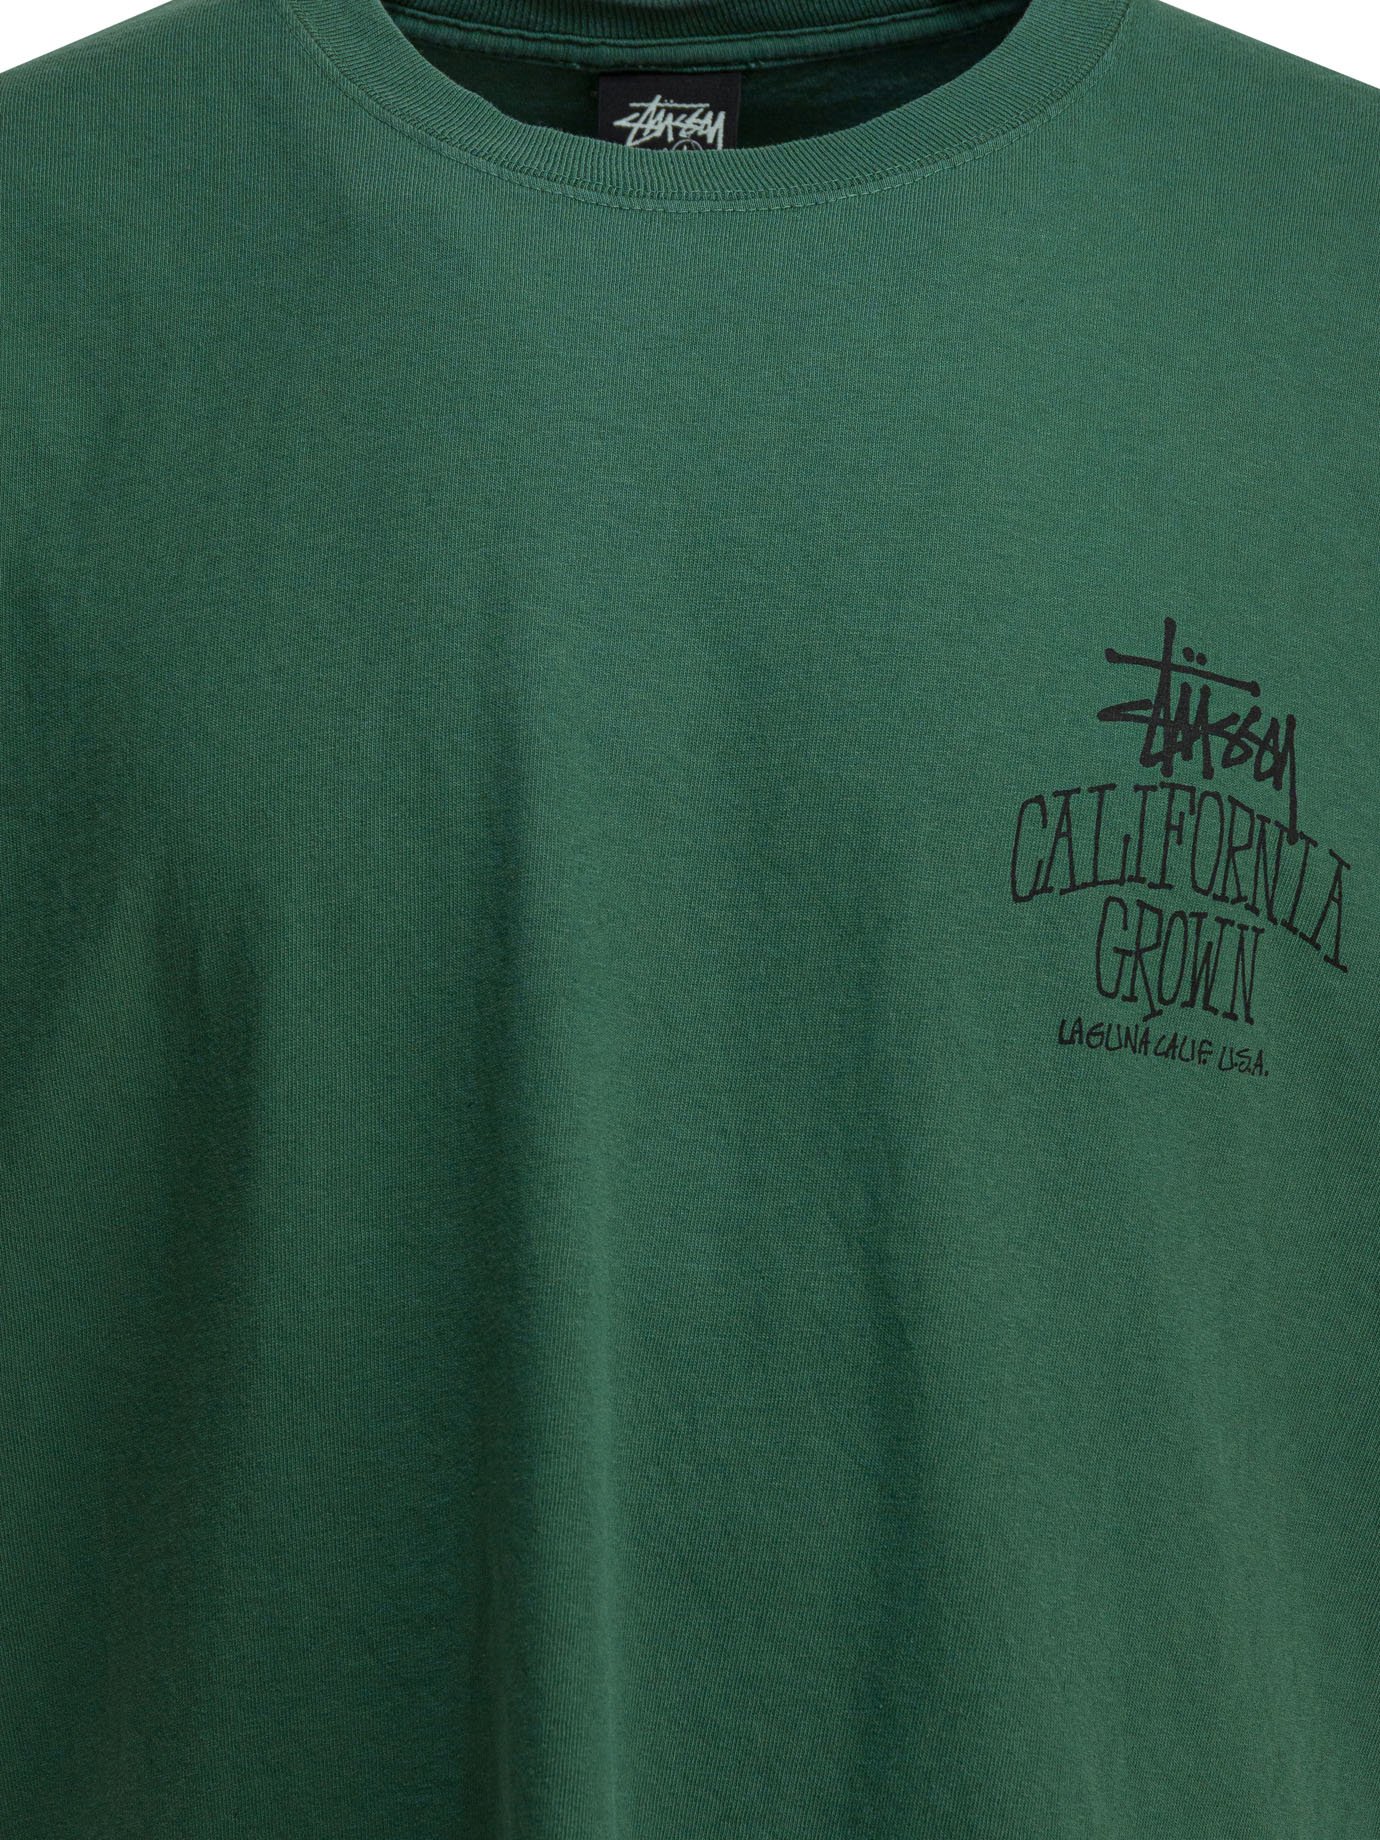 Stüssy
Stüssy
CALIFORNIA
GROWN
LAGUNA CALIF. U.S.A.